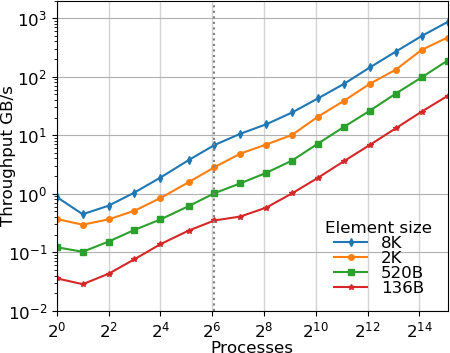 10³
10²
10¹
10⁰
10⁻¹
10⁻²
Throughput GB/s
Element size
8K
2K
520B
136B
2⁰ 2² 2⁴ 2⁶ 2⁸ 2¹⁰ 2¹² 2¹⁴
Processes